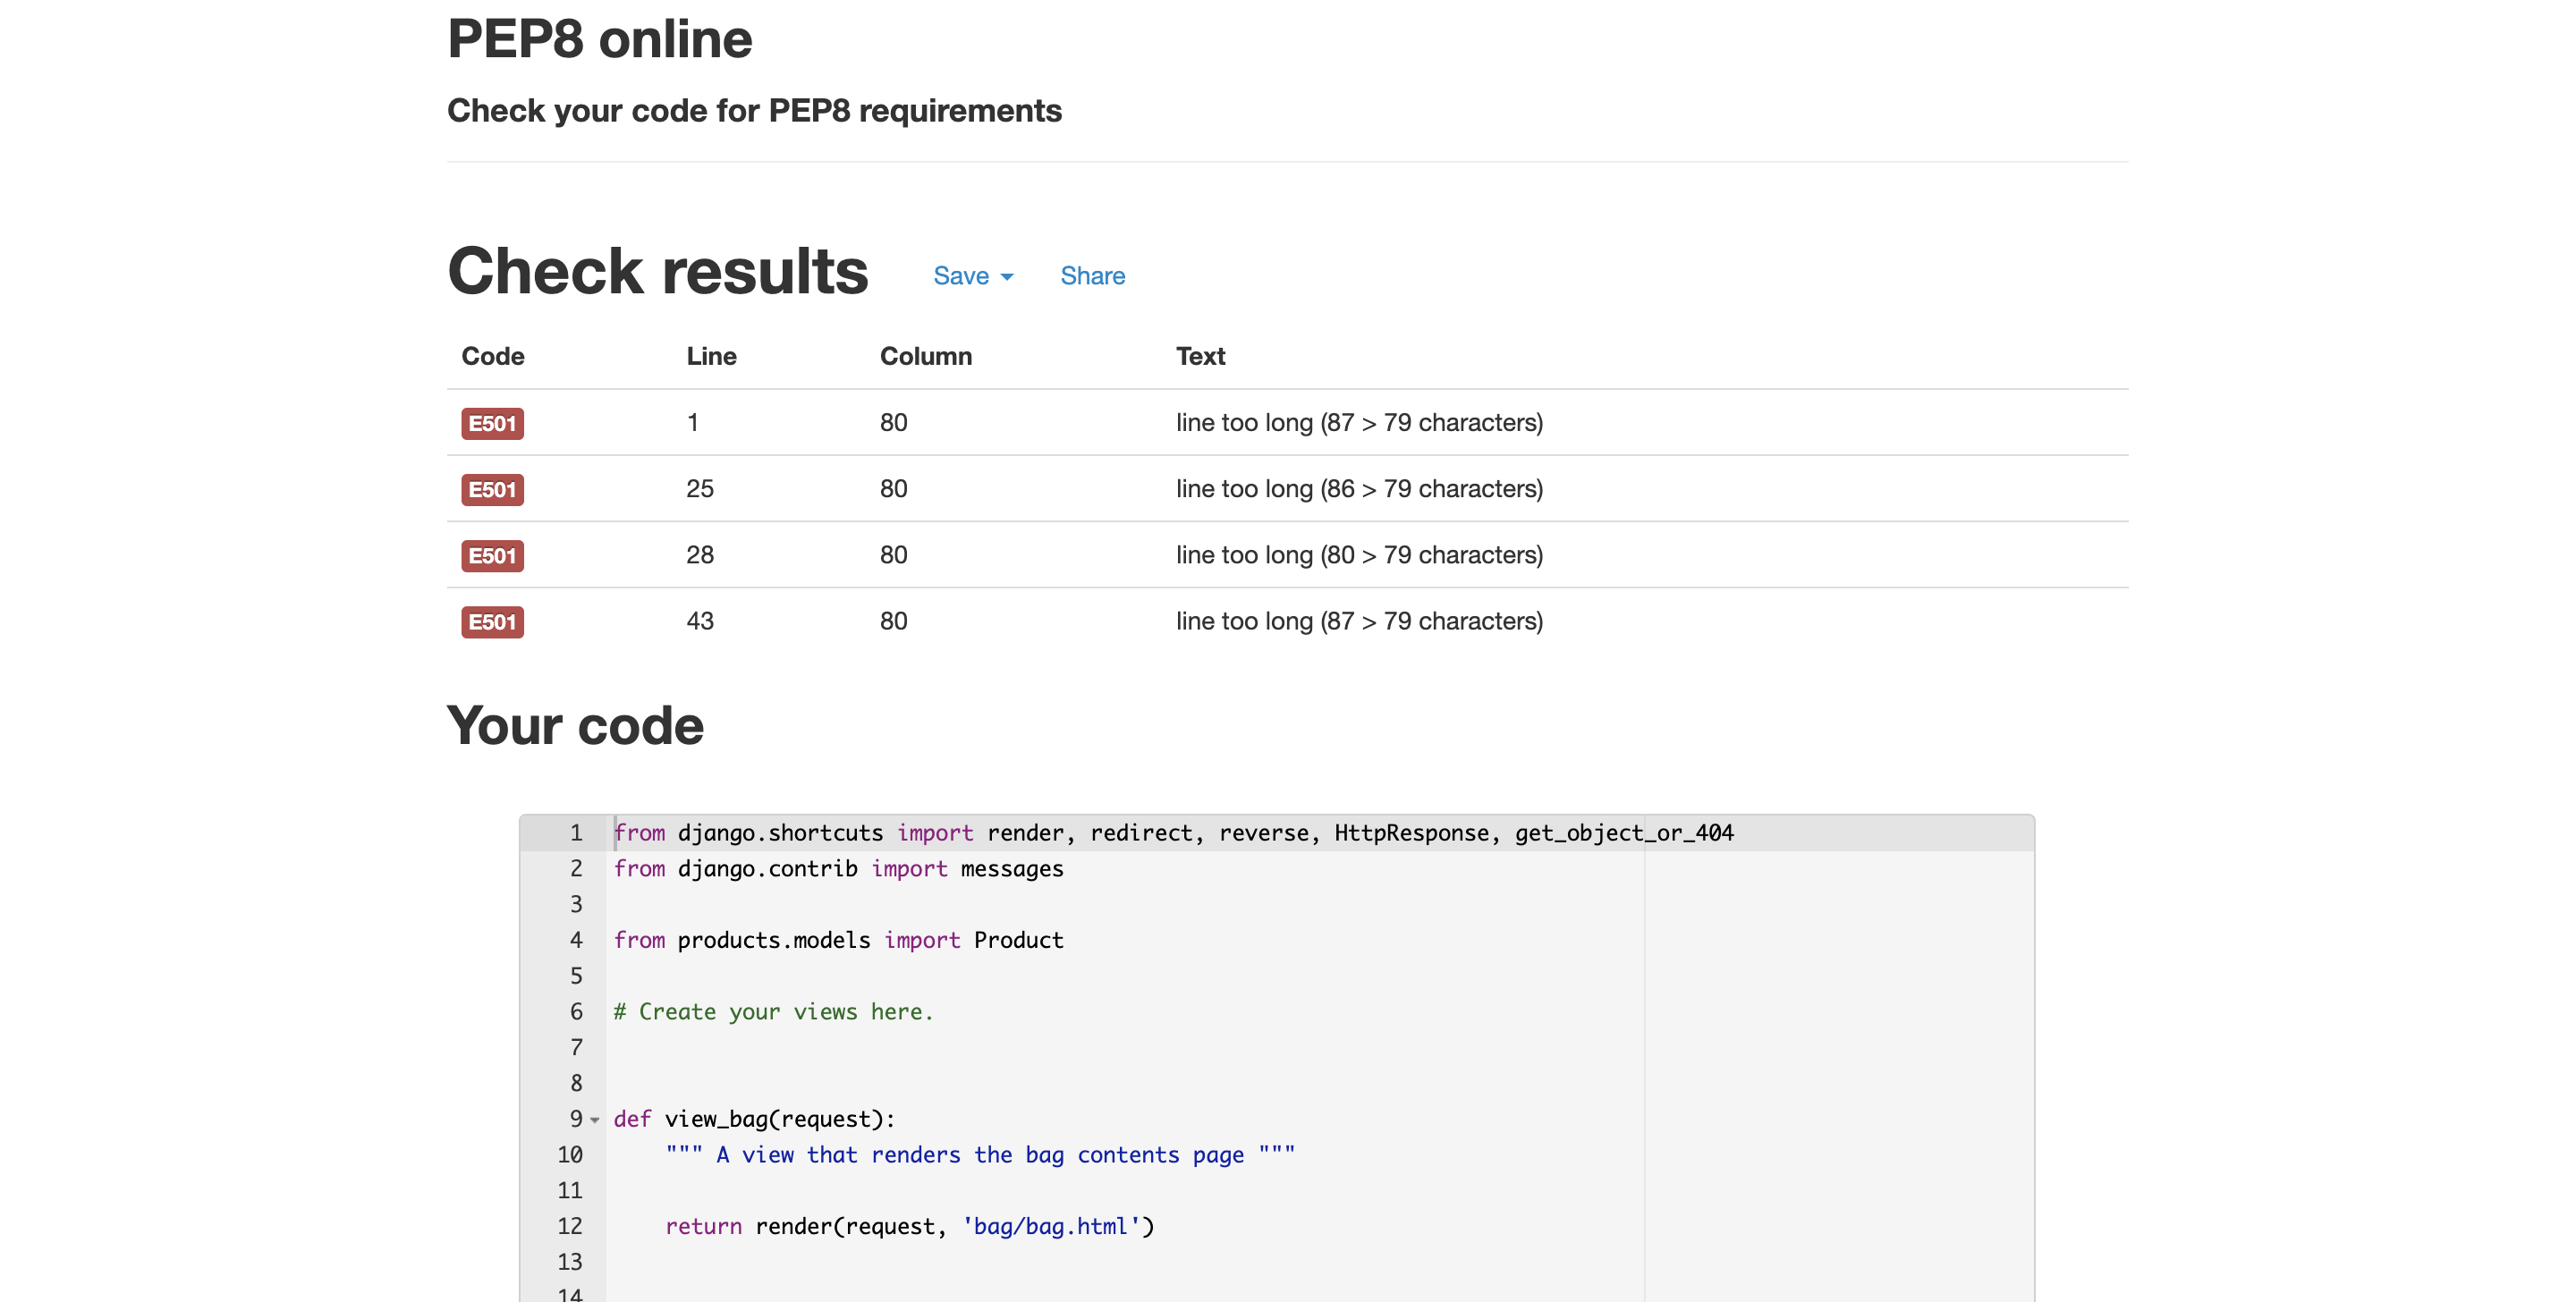 PEP8 online
Check your code for PEP8 requirements
Check results Save Share
Code Line Column Text
E501 1 80 line too long (87 > 79 characters)
E501 25 80 line too long (86 > 79 characters)
E501 28 80 line too long (80 > 79 characters)
E501 43 80 line too long (87 > 79 characters)
Your code
1 from django.shortcuts import render, redirect, reverse, HttpResponse, get_object_or_404
2 from django.contrib import messages
3
4 from products.models import Product
5
6 # Create your views here.
7
8
9 def view_bag(request):
10     """ A view that renders the bag contents page """
11
12     return render(request, 'bag/bag.html')
13
14